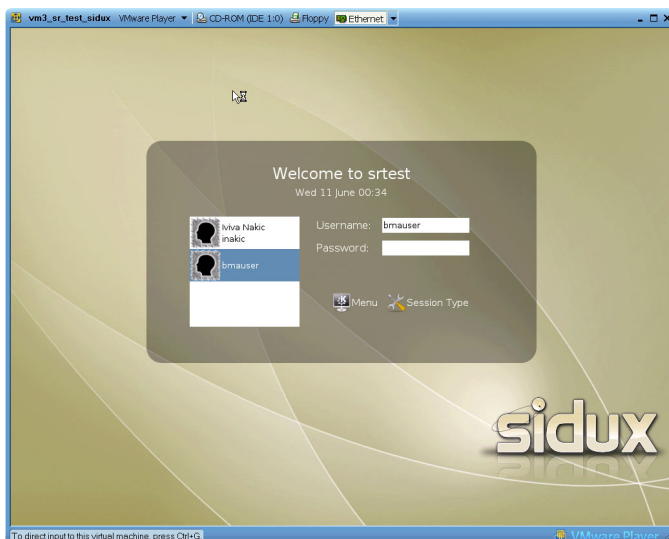 vm3_sr_test_sidux VMware Player CD-ROM (IDE 1:0) Floppy Ethernet
Welcome to srtest
Wed 11 June 00:34
Iviva Nakic
inakic
bmauser
Username: bmauser
Password:
Menu Session Type
sidux
To direct input to this virtual machine, press Ctrl+G.
VMware Player